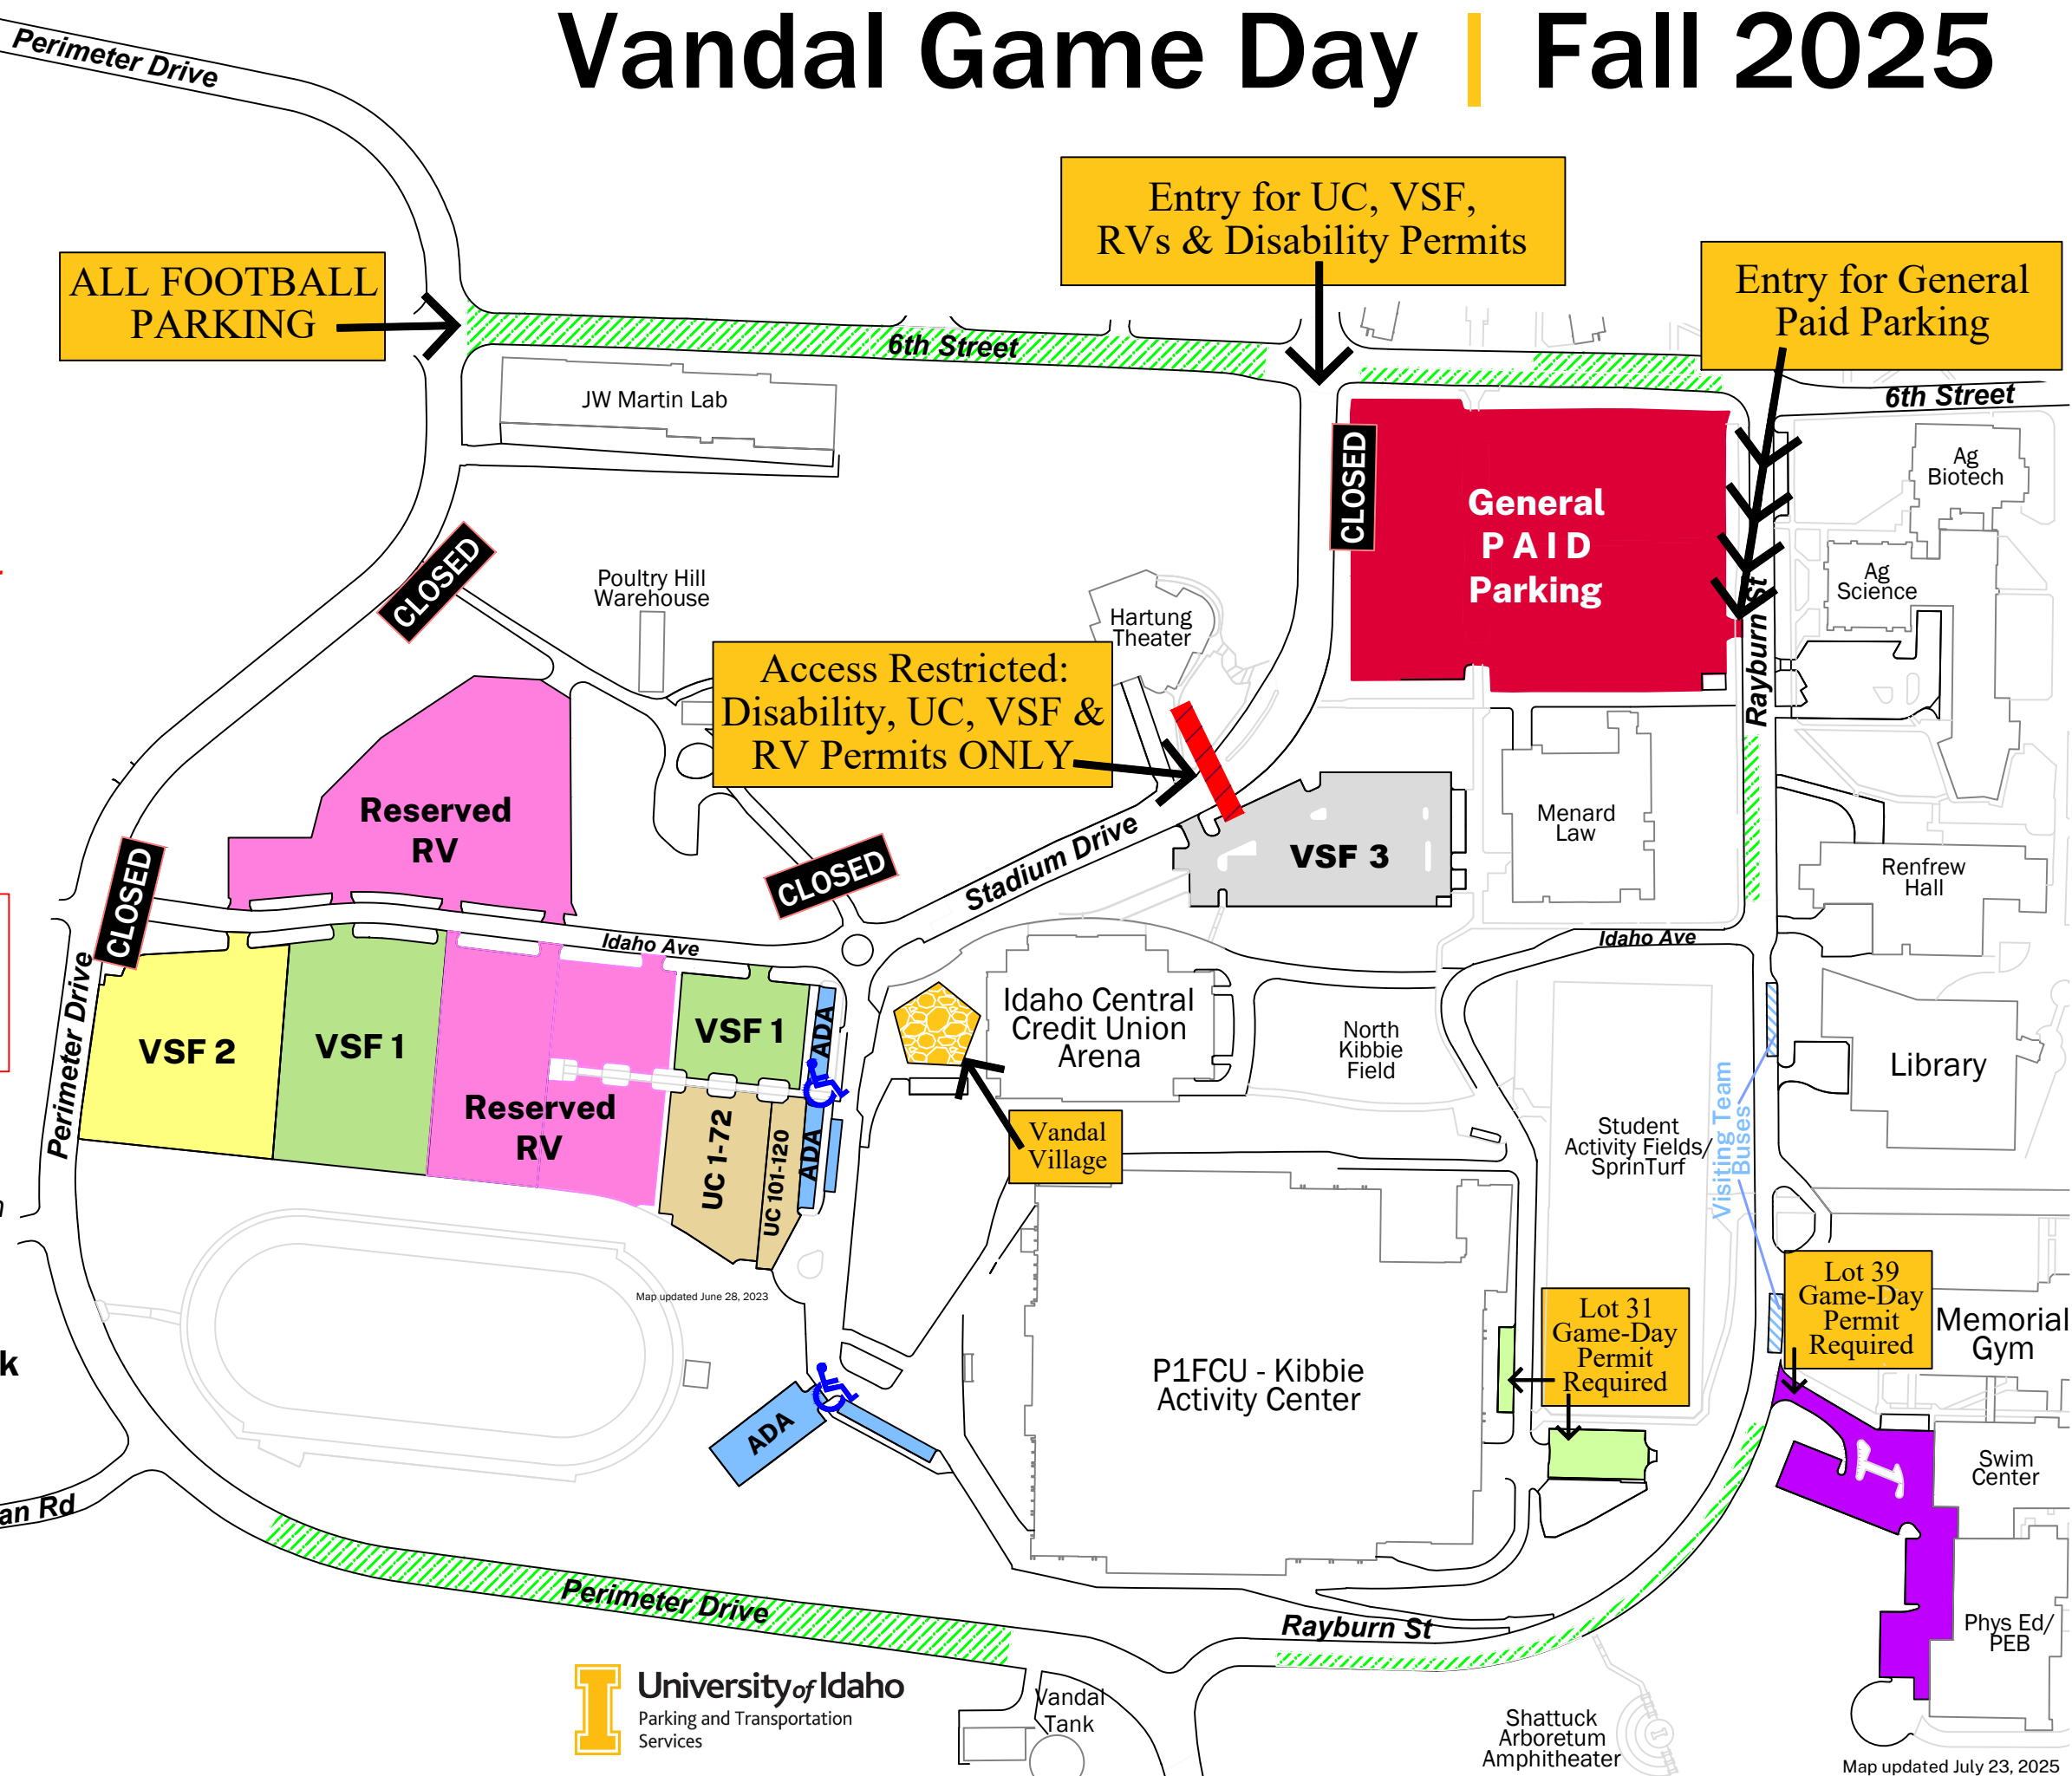 Vandal Game Day | Fall 2025
Perimeter Drive
Entry for UC, VSF,
RVs & Disability Permits
ALL FOOTBALL
PARKING
Entry for General
Paid Parking
6th Street
6th Street
JW Martin Lab
CLOSED
General
PAID
Parking
Ag
Biotech
Ag
Science
Rayburn St
CLOSED
Poultry Hill
Warehouse
Hartung
Theater
Access Restricted:
Disability, UC, VSF &
RV Permits ONLY
Reserved
RV
Stadium Drive
VSF 3
Menard
Law
Renfrew
Hall
CLOSED
CLOSED
Idaho Ave
Idaho Ave
Perimeter Drive
VSF 2
VSF 1
Reserved
RV
VSF 1
ADA
ADA
UC 1-72
UC 101-120
Idaho Central
Credit Union
Arena
North
Kibbie
Field
Library
Vandal
Village
Student
Activity Fields/
SprinTurf
Visiting Team
Buses
Map updated June 28, 2023
Lot 39
Game-Day
Permit
Required
Lot 31
Game-Day
Permit
Required
Memorial
Gym
k
P1FCU - Kibbie
Activity Center
ADA
I
Swim
Center
an Rd
Perimeter Drive
Rayburn St
Phys Ed/
PEB
University of Idaho
Parking and Transportation
Services
Vandal
Tank
Shattuck
Arboretum
Amphitheater
Map updated July 23, 2025